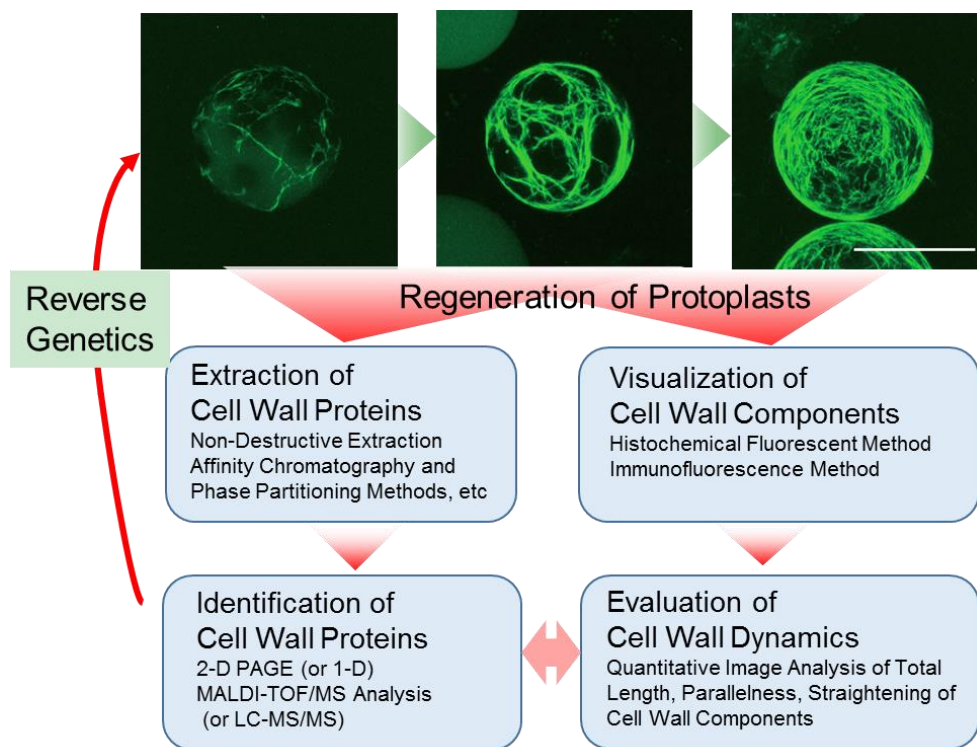 Regeneration of Protoplasts
Reverse
Genetics
Extraction of
Cell Wall Proteins
Non-Destructive Extraction
Affinity Chromatography and
Phase Partitioning Methods, etc
Visualization of
Cell Wall Components
Histochemical Fluorescent Method
Immunofluorescence Method
Identification of
Cell Wall Proteins
2-D PAGE (or 1-D)
MALDI-TOF/MS Analysis
(or LC-MS/MS)
Evaluation of
Cell Wall Dynamics
Quantitative Image Analysis of Total
Length, Parallelness, Straightening of
Cell Wall Components